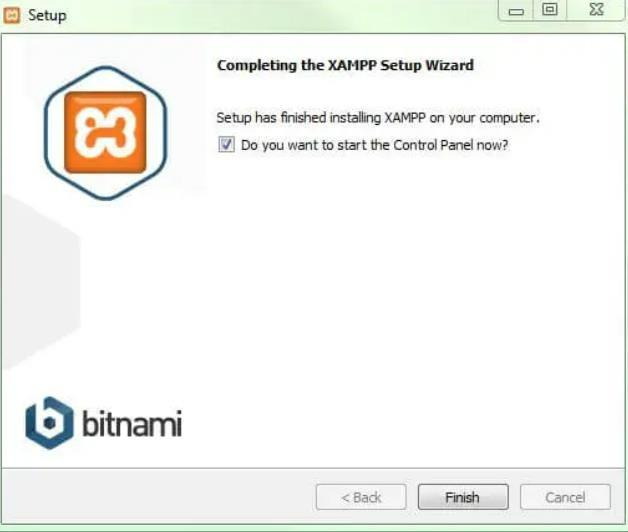 Setup
Completing the XAMPP Setup Wizard
Setup has finished installing XAMPP on your computer.
Do you want to start the Control Panel now?
bitnami
< Back
Finish
Cancel